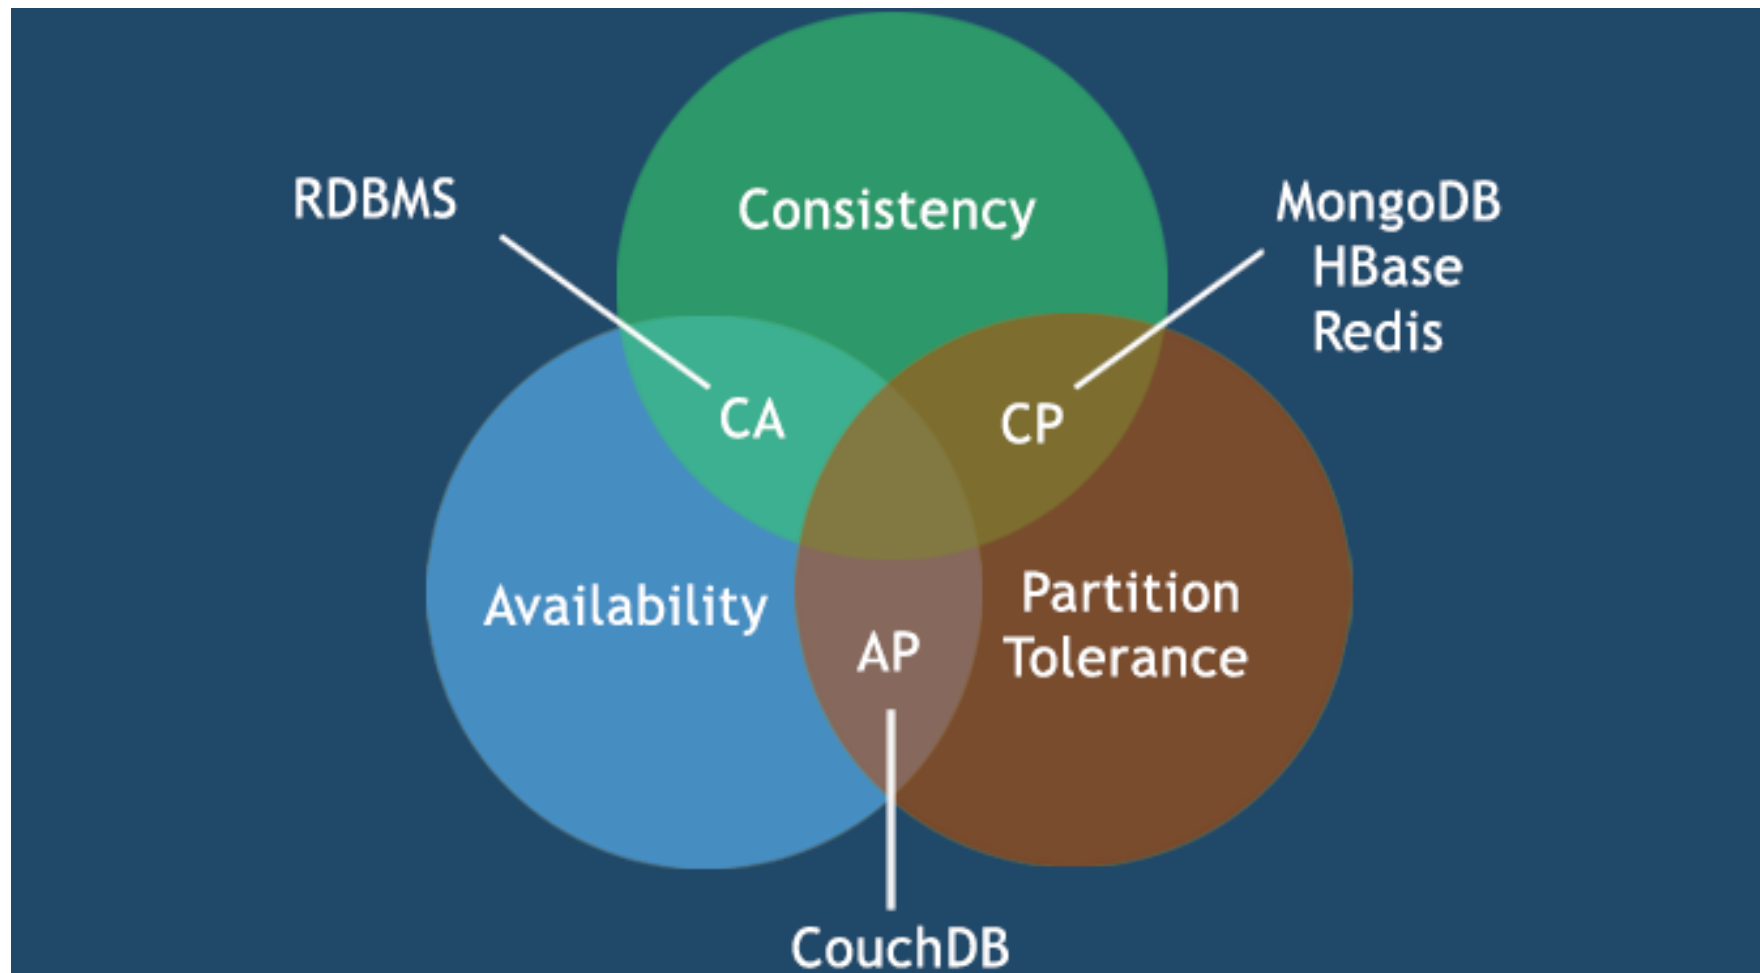 Consistency
RDBMS
MongoDB
HBase
Redis
CA
CP
Availability
Partition
Tolerance
AP
CouchDB